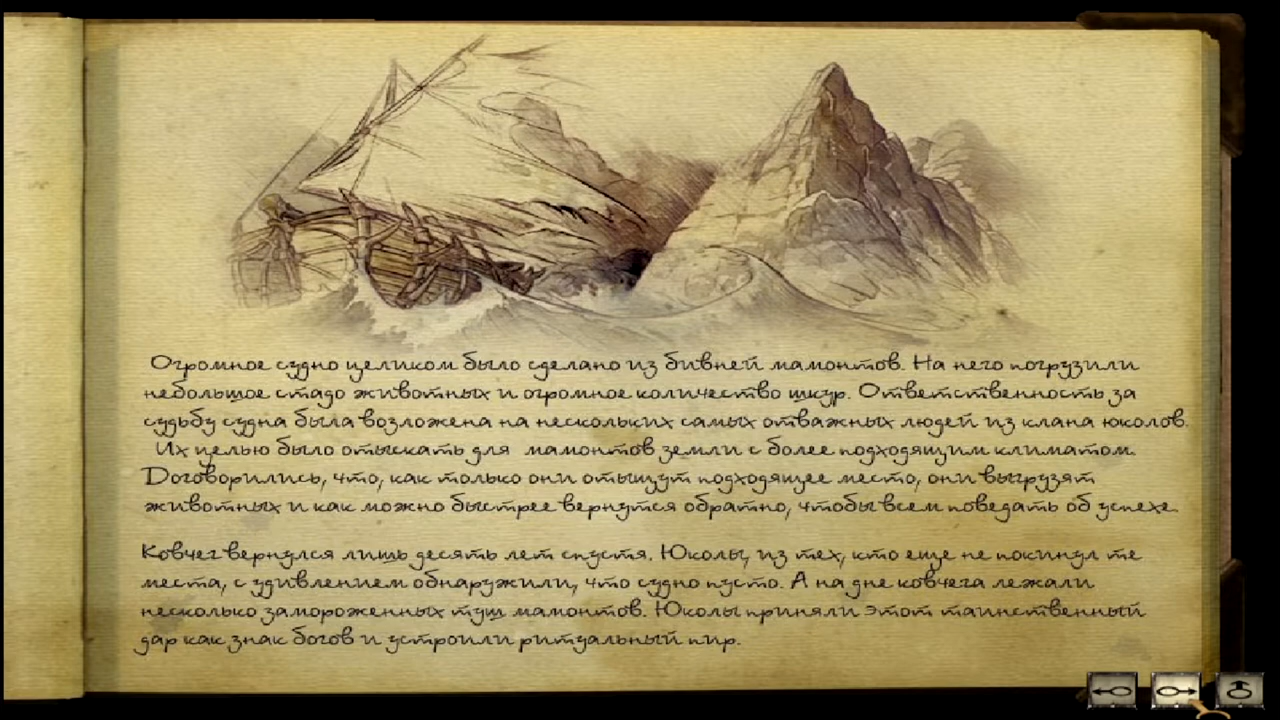 Огромное судно целиком было сделано из бивней мамонтов. На него погрузили
небольшое стадо животных и огромное количество шкур. Ответственность за
судьбу судна была возложена на нескольких самых отважных людей из клана юколов.
Их целью было отыскать для мамонтов земли с более подходящим климатом.
Договорились, что, как только они отыщут подходящее место, они выгрузят
животных и как можно быстрее вернутся обратно, чтобы всем поведать об успехе.
Ковчег вернулся лишь десять лет спустя. Юколы, из тех, кто еще не покинул те
места, с удивлением обнаружили, что судно пусто. А на дне ковчега лежали
несколько замороженных туш мамонтов. Юколы приняли этот таинственный
дар как знак богов и устроили ритуальный пир.